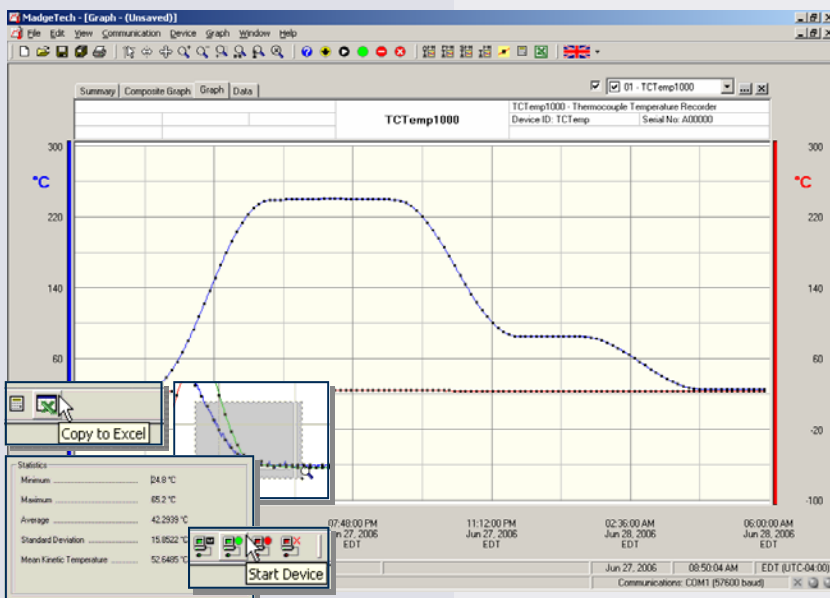 MadgeTech - [Graph - (Unsaved)]
File Edit View Communication Device Graph Window Help
Summary Composite Graph Graph Data
01 - TCTemp1000
TCTemp1000
TCTemp1000 - Thermocouple Temperature Recorder
Device ID: TCTemp Serial No: A00000
300 300
°C °C
220 220
140 140
60 60
-20
-100
Copy to Excel
Statistics
Minimum 24.8 °C
Maximum 65.2 °C
Average 42.2939 °C
Standard Deviation 15.8522 °C
Mean Kinetic Temperature 52.6485 °C
Start Device
07:48:00 PM 11:12:00 PM 02:36:00 AM 06:00:00 AM
n 27, 2006 Jun 27, 2006 Jun 28, 2006 Jun 28, 2006
EDT EDT EDT EDT
Jun 27, 2006 08:50:04 AM EDT (UTC-04:00)
Communications: COM1 (57600 baud)